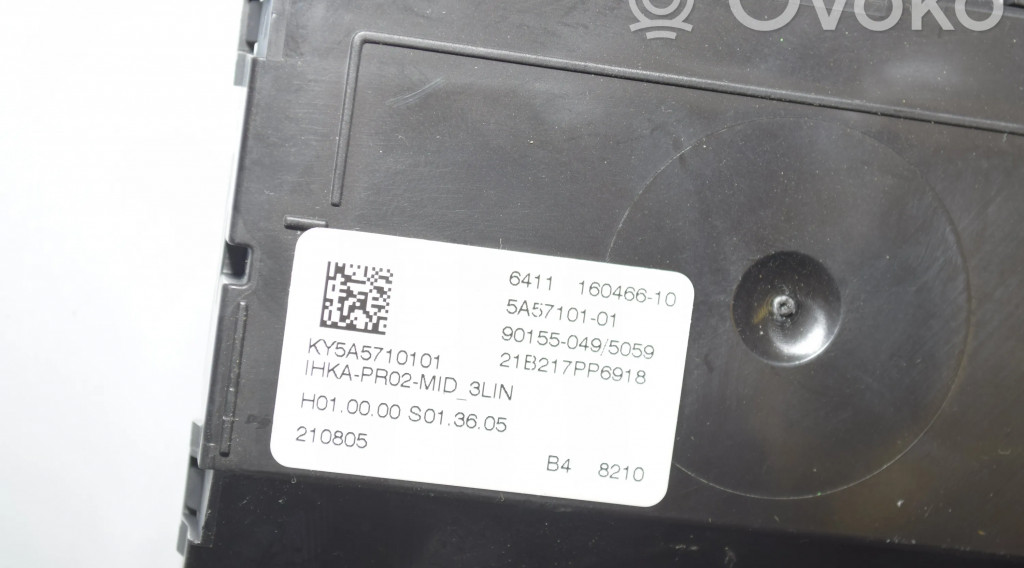 Ovoko
6411 160466-10
5A57101-01
90155-049/5059
KY5A5710101 21B217PP6918
IHKA-PR02-MID_3LIN
H01.00.00 S01.36.05
210805
B4 8210